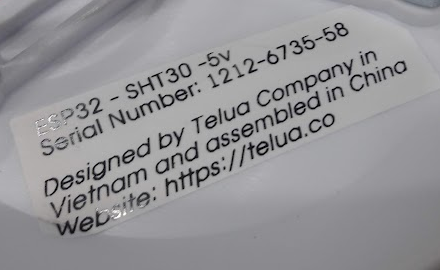 ESP32 - SHT30 -5v
Serial Number: 1212-6735-58
Designed by Telua Company in
Vietnam and assembled in China
Website: https://telua.co